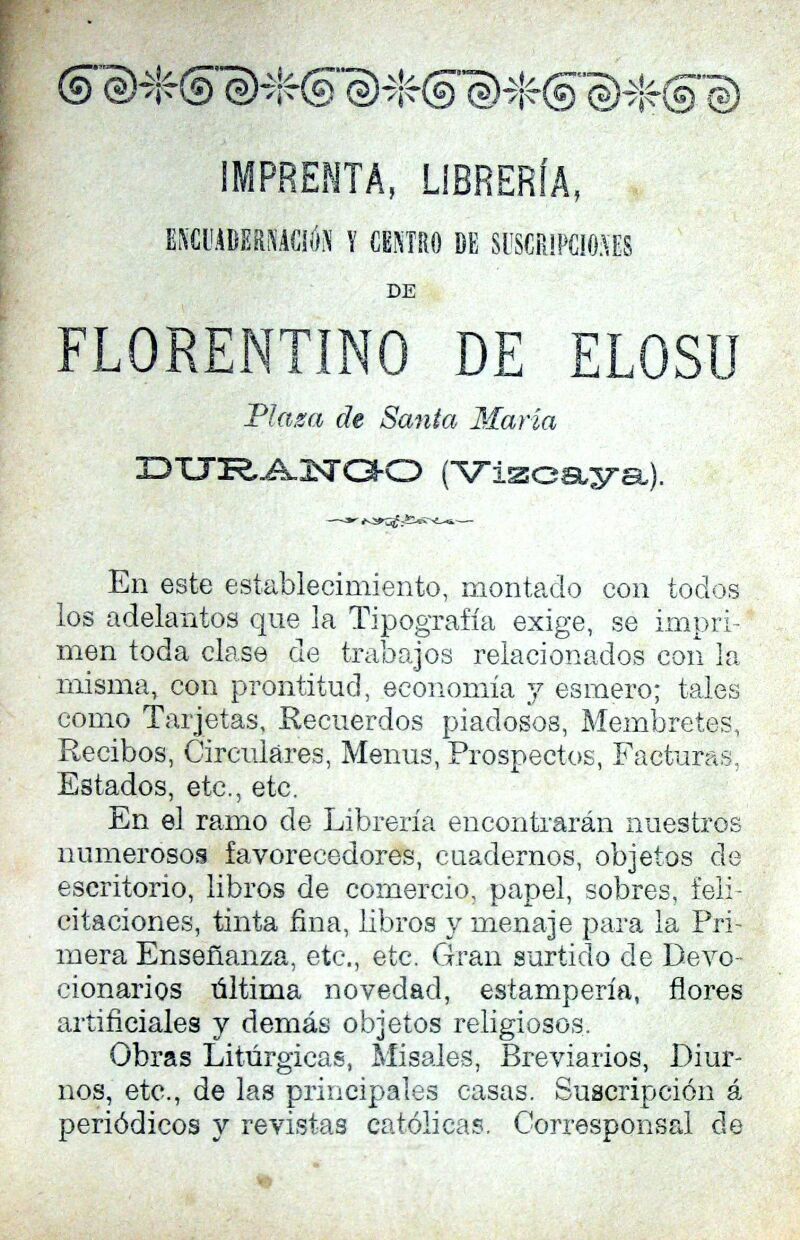 IMPRENTA, LIBRERÍA,
ENCUADERNACIÓN Y CENTRO DE SUSCRIPCIONES
DE
FLORENTINO DE ELOSU
Plaza de Santa María
DURANGO (Vizcaya).
En este establecimiento, montado con todos
los adelantos que la Tipografía exige, se impri-
men toda clase de trabajos relacionados con la
misma, con prontitud, economía y esmero; tales
como Tarjetas, Recuerdos piadosos, Membretes,
Recibos, Circulares, Menus, Prospectos, Facturas,
Estados, etc., etc.
En el ramo de Librería encontrarán nuestros
numerosos favorecedores, cuadernos, objetos de
escritorio, libros de comercio, papel, sobres, feli-
citaciones, tinta fina, libros y menaje para la Pri-
mera Enseñanza, etc., etc. Gran surtido de Devo-
cionarios última novedad, estampería, flores
artificiales y demás objetos religiosos.
Obras Litúrgicas, Misales, Breviarios, Diur-
nos, etc., de las principales casas. Suscripción á
periódicos y revistas católicas. Corresponsal de